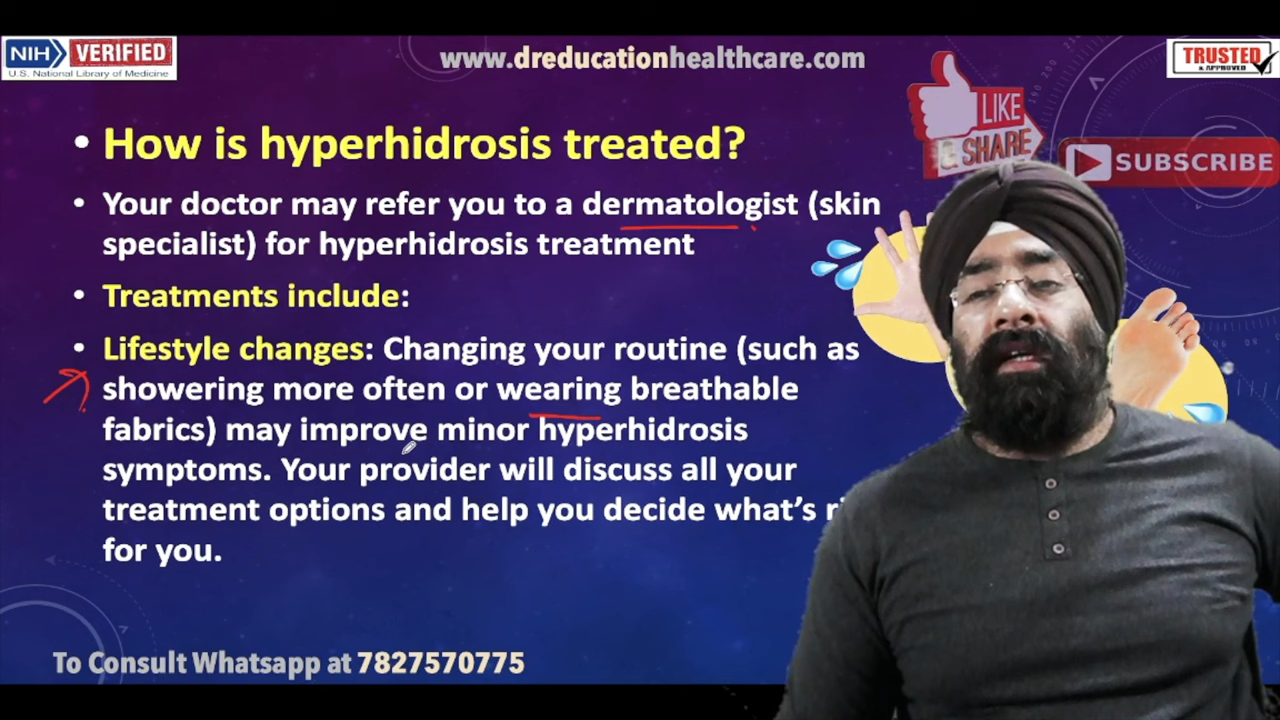 NIH VERIFIED
U.S. National Library of Medicine
www.dreducationhealthcare.com
TRUSTED
& APPROVED
LIKE
& SHARE
SUBSCRIBE
• How is hyperhidrosis treated?
• Your doctor may refer you to a dermatologist (skin
specialist) for hyperhidrosis treatment
• Treatments include:
• Lifestyle changes: Changing your routine (such as
showering more often or wearing breathable
fabrics) may improve minor hyperhidrosis
symptoms. Your provider will discuss all your
treatment options and help you decide what's
for you.
To Consult Whatsapp at 7827570775